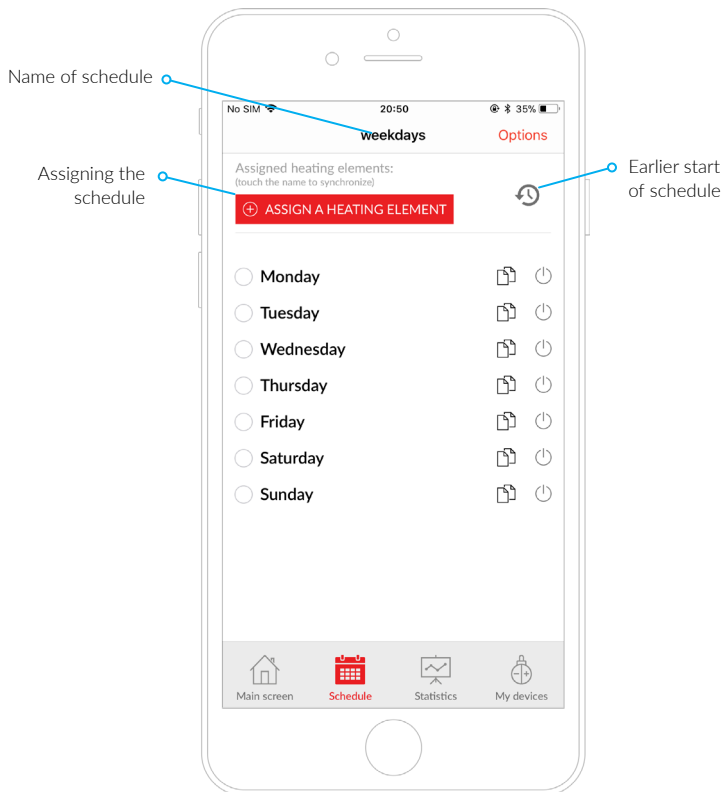 Name of schedule
No SIM 20:50 35%
weekdays Options
Assigning the
schedule
Assigned heating elements:
(touch the name to synchronize)
ASSIGN A HEATING ELEMENT
Earlier start
of schedule
Monday
Tuesday
Wednesday
Thursday
Friday
Saturday
Sunday
Main screen Schedule Statistics My devices